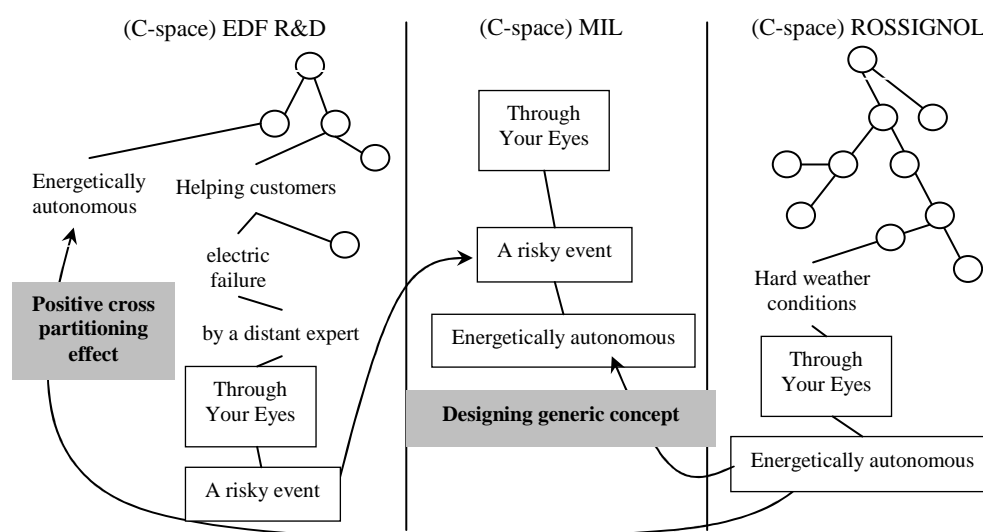 (C-space) EDF R&D
Energetically
autonomous
Helping customers
electric
failure
Positive cross
partitioning
effect
by a distant expert
Through
Your Eyes
A risky event
(C-space) MIL
Through
Your Eyes
A risky event
Energetically autonomous
Designing generic concept
(C-space) ROSSIGNOL
Hard weather
conditions
Through
Your Eyes
Energetically autonomous